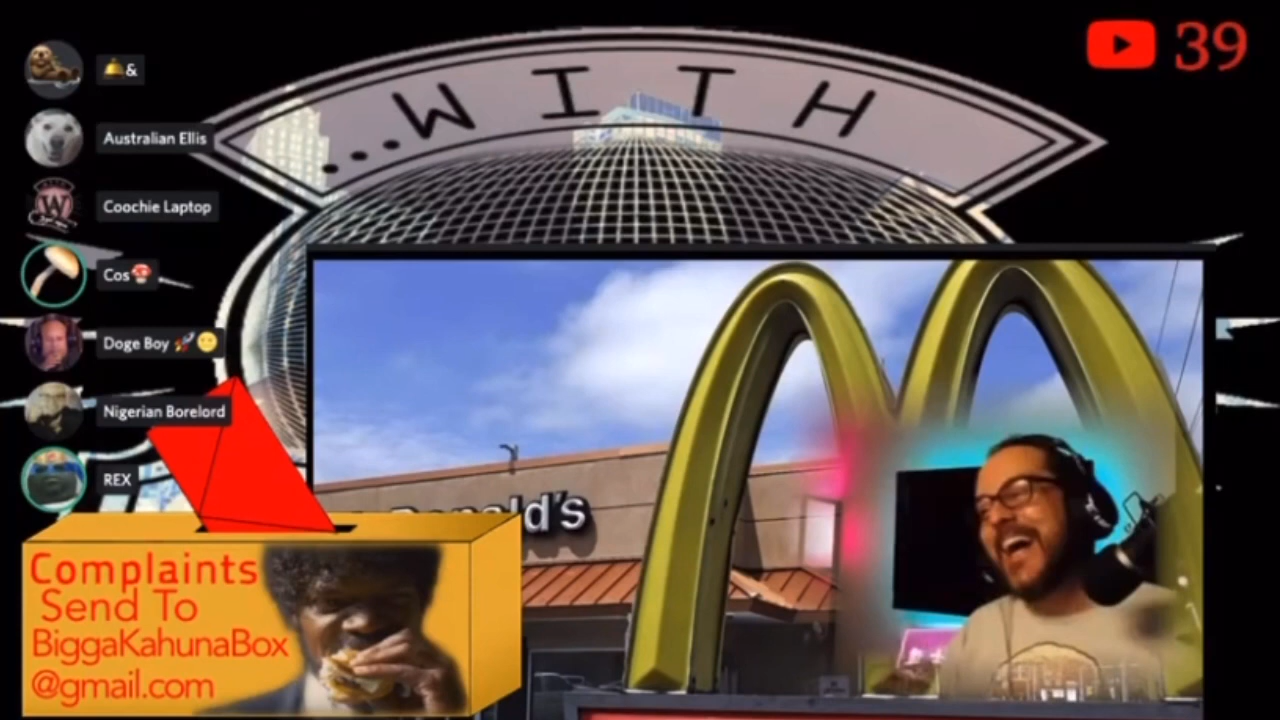 39
...WITH
🛎️&
Australian Ellis
Coochie Laptop
Cos🍄
Doge Boy 🚀🌝
Nigerian Borelord
REX
Complaints
Send To
BiggaKahunaBox
@gmail.com